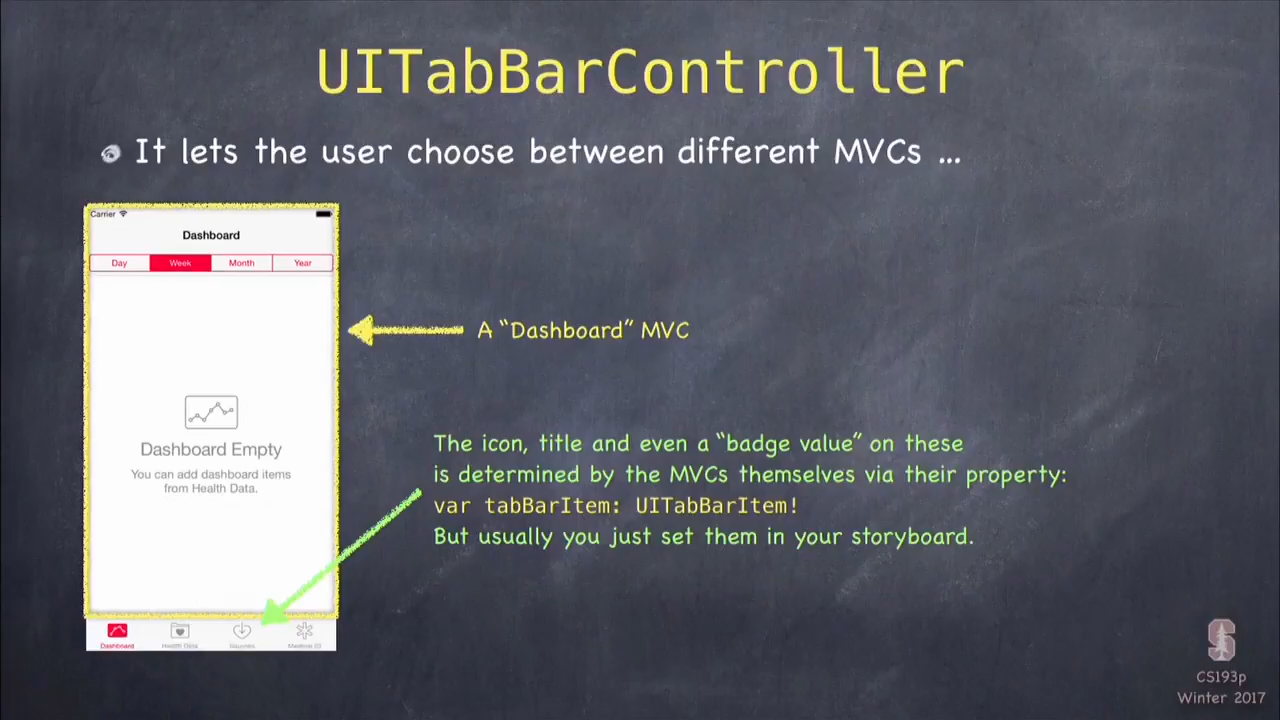 UITabBarController
It lets the user choose between different MVCs ...
Carrier
Dashboard
Day Week Month Year
A “Dashboard” MVC
Dashboard Empty
You can add dashboard items
from Health Data.
The icon, title and even a “badge value” on these
is determined by the MVCs themselves via their property:
var tabBarItem: UITabBarItem!
But usually you just set them in your storyboard.
Dashboard Health Data Sources Medical ID
S
CS193p
Winter 2017